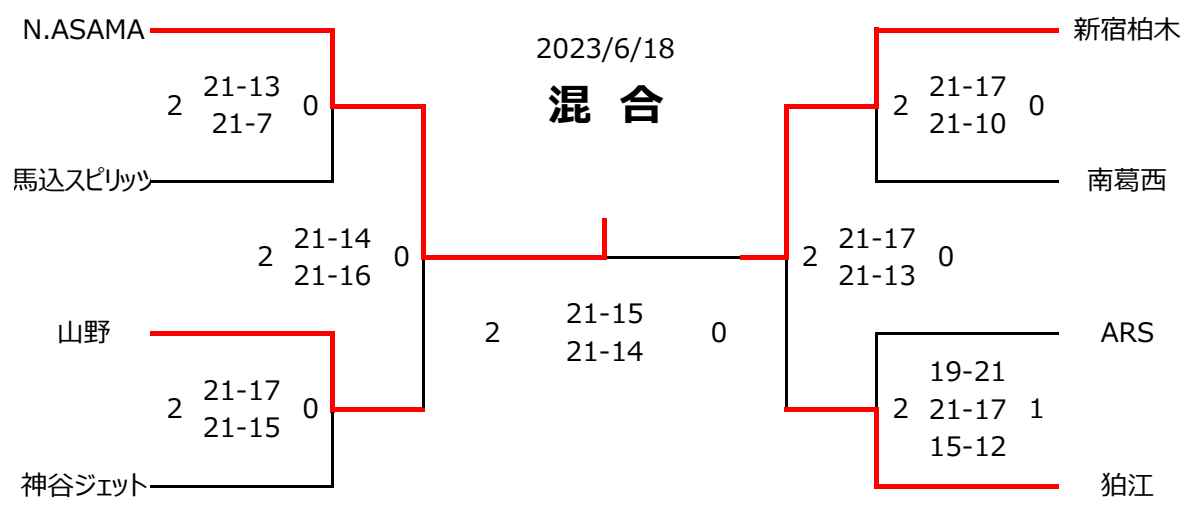 N.ASAMA
2023/6/18
新宿柏木
2 21-13 0
21-7
混 合
2 21-17 0
21-10
馬込スピリッツ
南葛西
2 21-14 0
21-16
2 21-17 0
21-13
山野
2 21-15 0
21-14
ARS
2 21-17 0
21-15
19-21
2 21-17 1
15-12
神谷ジェット
狛江